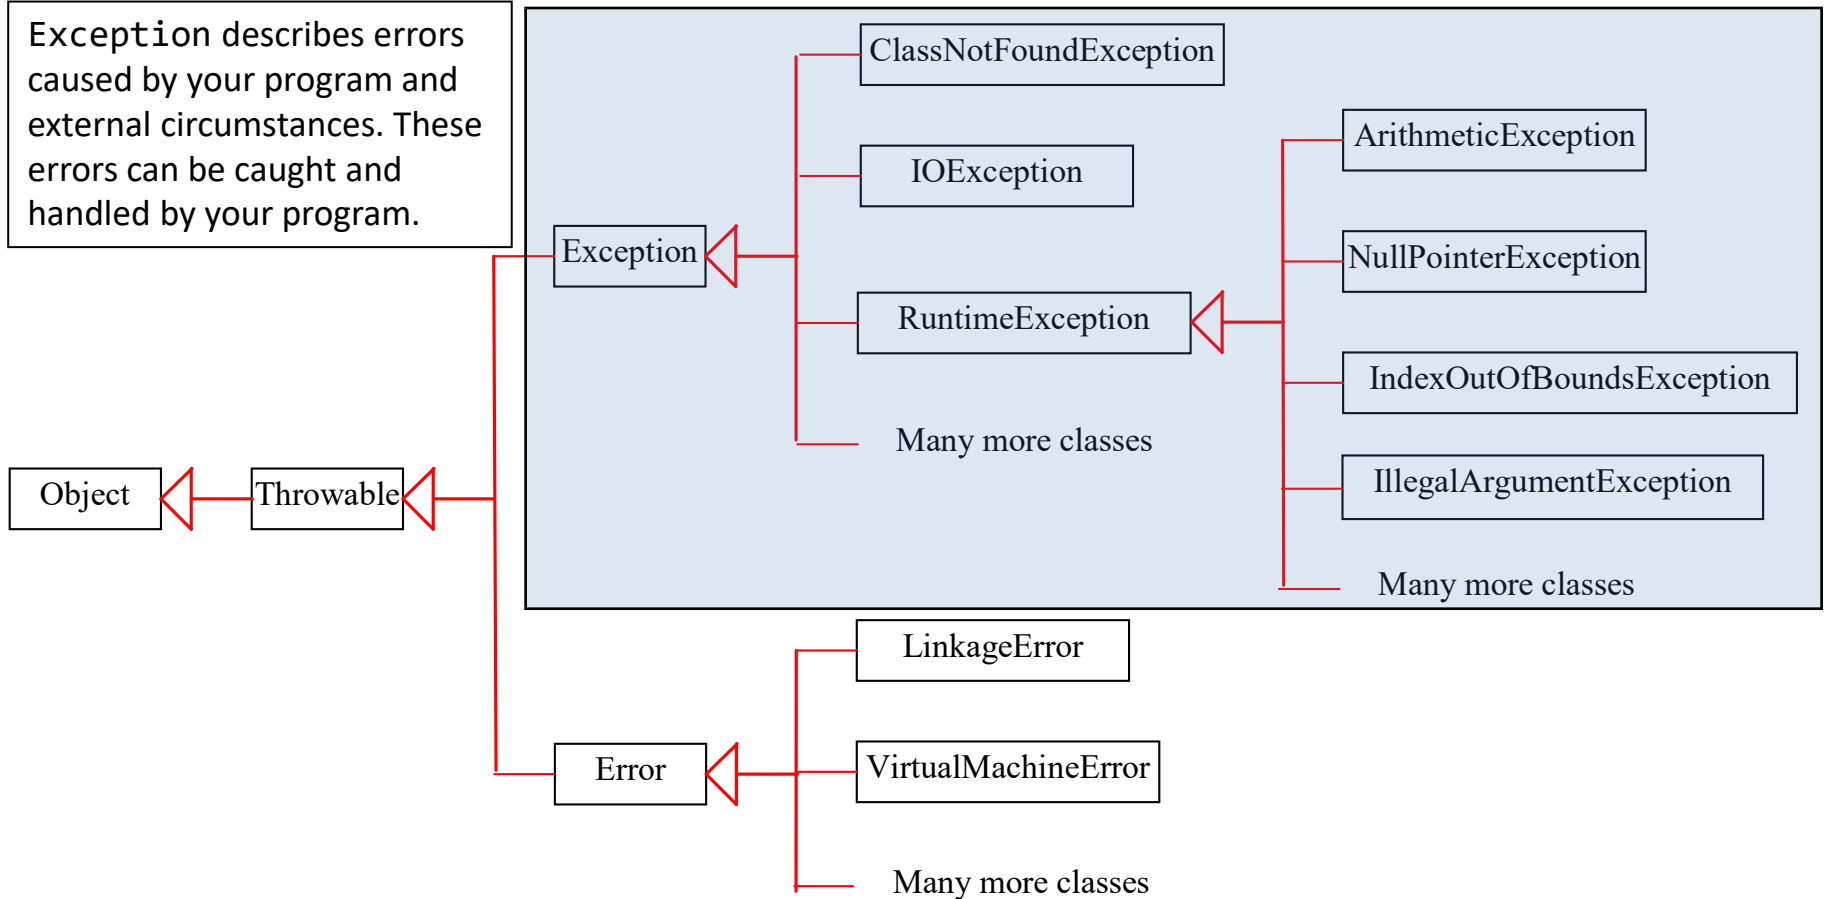 Exception describes errors
caused by your program and
external circumstances. These
errors can be caught and
handled by your program.
ClassNotFoundException
IOException
Exception
RuntimeException
Many more classes
ArithmeticException
NullPointerException
IndexOutOfBoundsException
IllegalArgumentException
Many more classes
Object
Throwable
LinkageError
Error
VirtualMachineError
Many more classes